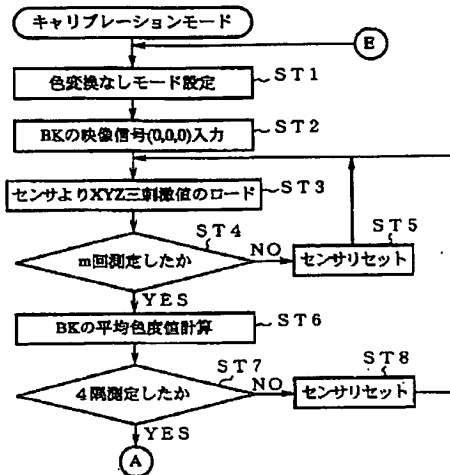 キャリブレーションモード
E
色変換なしモード設定
ST1
BKの映像信号(0,0,0)入力
ST2
センサよりXYZ三刺激値のロード
ST3
m回測定したか
ST4
NO
センサリセット
ST5
YES
BKの平均色度値計算
ST6
4隅測定したか
ST7
NO
センサリセット
ST8
YES
A